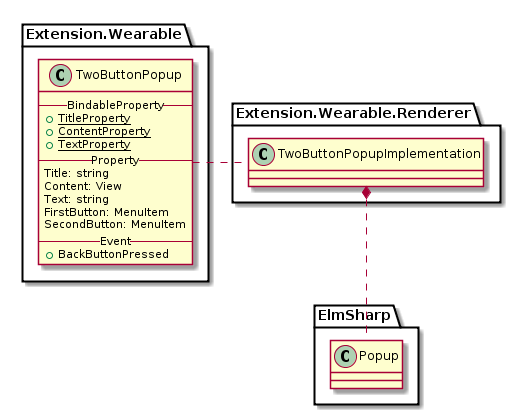 Extension.Wearable
C TwoButtonPopup
BindableProperty
TitleProperty
ContentProperty
TextProperty
Property
Title: string
Content: View
Text: string
FirstButton: MenuItem
SecondButton: MenuItem
Event
BackButtonPressed
Extension.Wearable.Renderer
C TwoButtonPopupImplementation
ElmSharp
C Popup